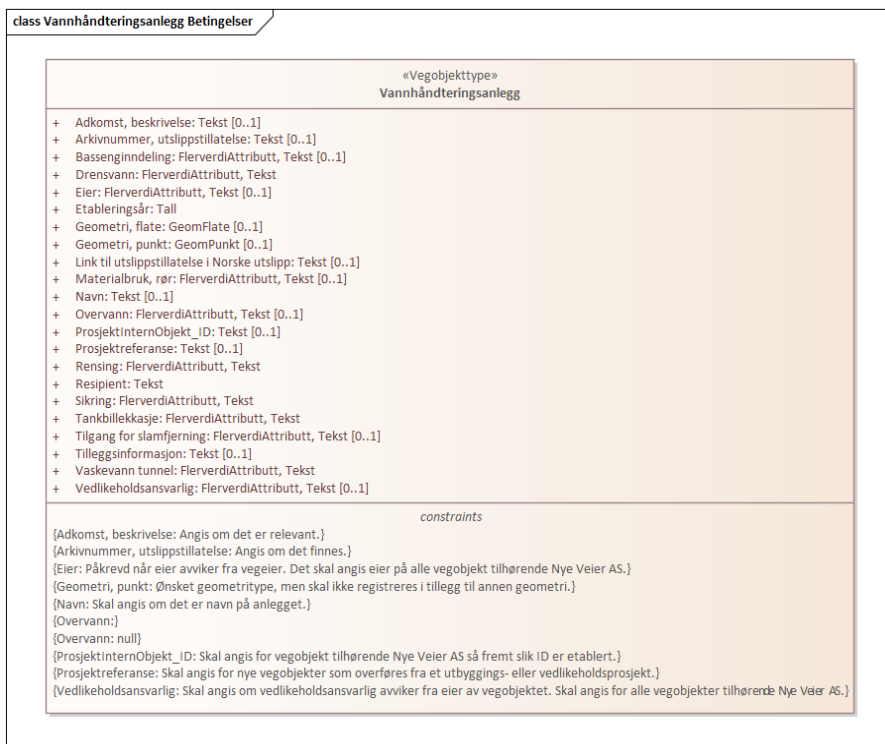 class Vannhåndteringsanlegg Betingelser
«Vegobjekttype»
Vannhåndteringsanlegg
+ Adkomst, beskrivelse: Tekst [0..1]
+ Arkivnummer, utslippstillatelse: Tekst [0..1]
+ Bassenginndeling: FlerverdiAttributt, Tekst [0..1]
+ Drensvann: FlerverdiAttributt, Tekst
+ Eier: FlerverdiAttributt, Tekst [0..1]
+ Etableringsår: Tall
+ Geometri, flate: GeomFlate [0..1]
+ Geometri, punkt: GeomPunkt [0..1]
+ Link til utslippstillatelse i Norske utslipp: Tekst [0..1]
+ Materialbruk, rør: FlerverdiAttributt, Tekst [0..1]
+ Navn: Tekst [0..1]
+ Overvann: FlerverdiAttributt, Tekst [0..1]
+ ProsjektInternObjekt_ID: Tekst [0..1]
+ Prosjektreferanse: Tekst [0..1]
+ Rensing: FlerverdiAttributt, Tekst
+ Resipient: Tekst
+ Sikring: FlerverdiAttributt, Tekst
+ Tankbillekkasje: FlerverdiAttributt, Tekst
+ Tilgang for slamfjerning: FlerverdiAttributt, Tekst [0..1]
+ Tilleggsinformasjon: Tekst [0..1]
+ Vaskevann tunnel: FlerverdiAttributt, Tekst
+ Vedlikeholdsansvarlig: FlerverdiAttributt, Tekst [0..1]
constraints
{Adkomst, beskrivelse: Angis om det er relevant.}
{Arkivnummer, utslippstillatelse: Angis om det finnes.}
{Eier: Påkrevd når eier avviker fra vegeier. Det skal angis eier på alle vegobjekt tilhørende Nye Veier AS.}
{Geometri, punkt: Ønsket geometritype, men skal ikke registreres i tillegg til annen geometri.}
{Navn: Skal angis om det er navn på anlegget.}
{Overvann:}
{Overvann: null}
{ProsjektInternObjekt_ID: Skal angis for vegobjekt tilhørende Nye Veier AS så fremt slik ID er etablert.}
{Prosjektreferanse: Skal angis for nye vegobjekter som overføres fra et utbyggings- eller vedlikeholdsprosjekt.}
{Vedlikeholdsansvarlig: Skal angis om vedlikeholdsansvarlig avviker fra eier av vegobjektet. Skal angis for alle vegobjekter tilhørende Nye Veier AS.}